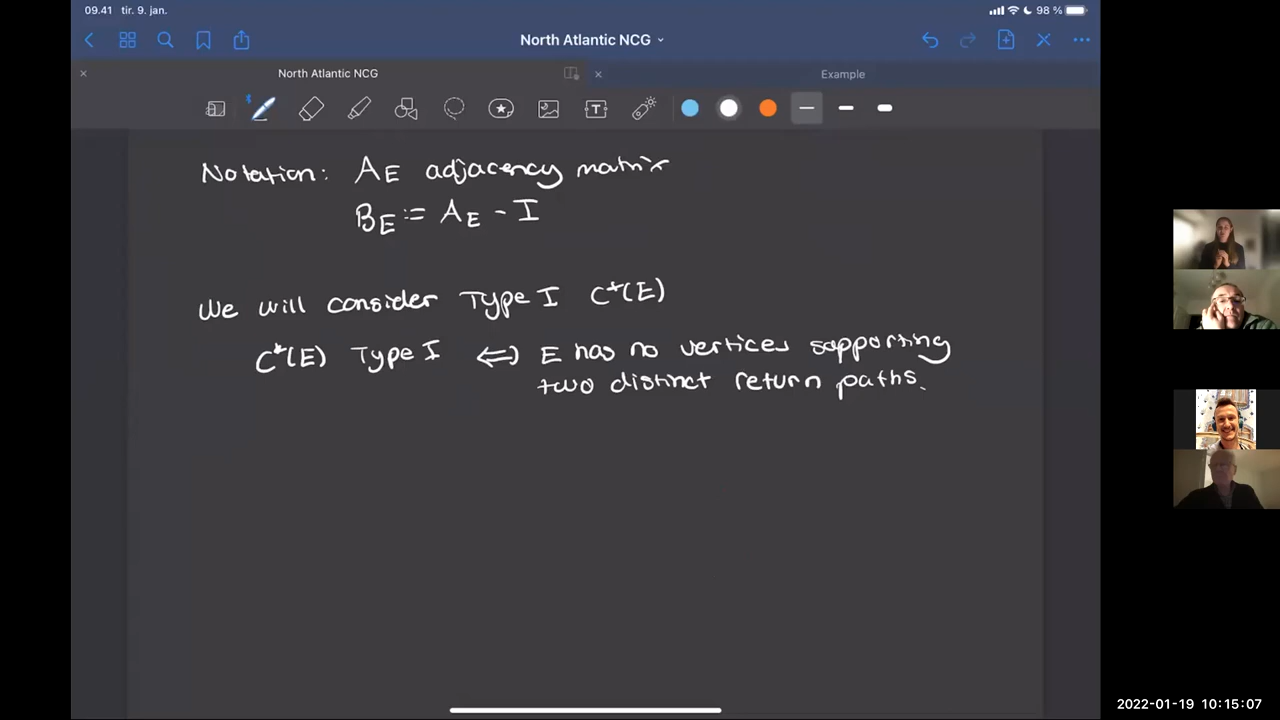 09.41 tir. 9. jan.
98 %
North Atlantic NCG
North Atlantic NCG
Example
Notation: A_E adjacency matrix
B_E := A_E - I
We will consider Type I C*(E)
C*(E) Type I ⇔ E has no vertices supporting
two distinct return paths.
2022-01-19 10:15:07